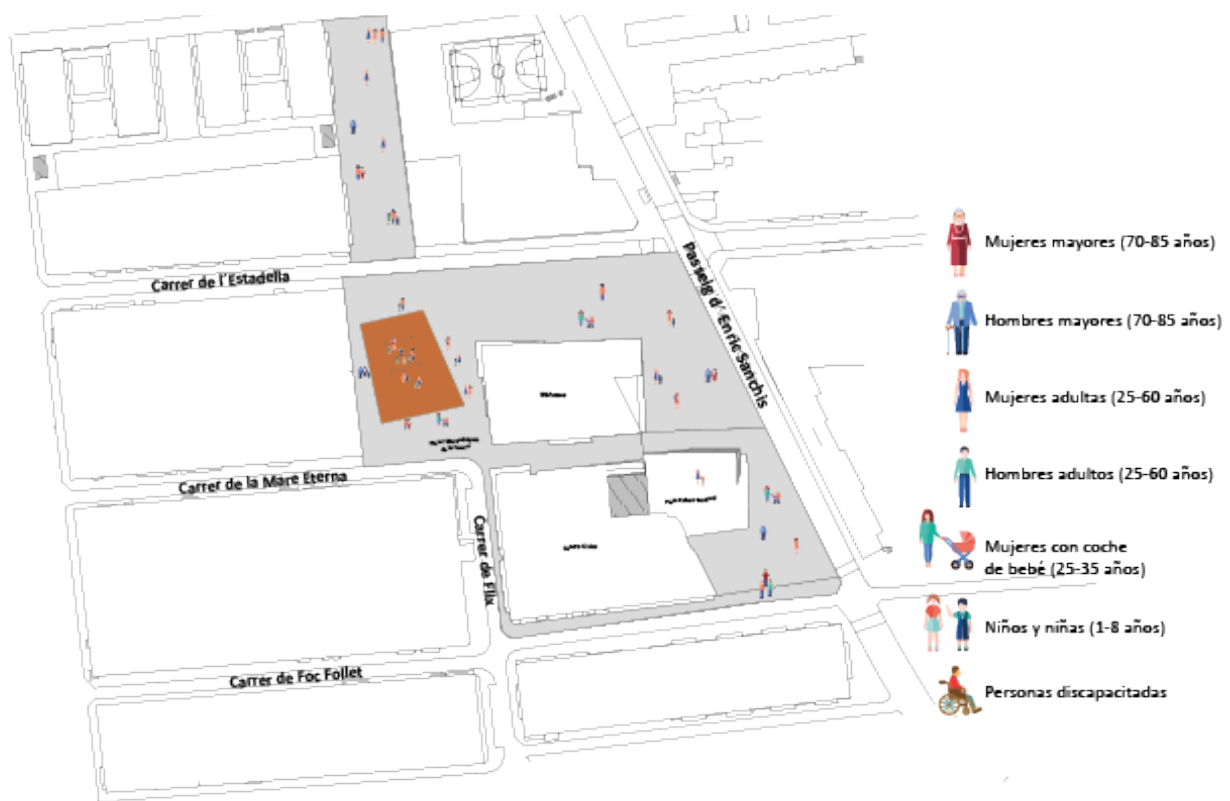 Passeig d' Enric Sanchis
Carrer de l'Estadella
Carrer de la Mare Eterna
Carrer de Flix
Carrer de Foc Follet
Mujeres mayores (70-85 años)
Hombres mayores (70-85 años)
Mujeres adultas (25-60 años)
Hombres adultos (25-60 años)
Mujeres con coche
de bebé (25-35 años)
Niños y niñas (1-8 años)
Personas discapacitadas